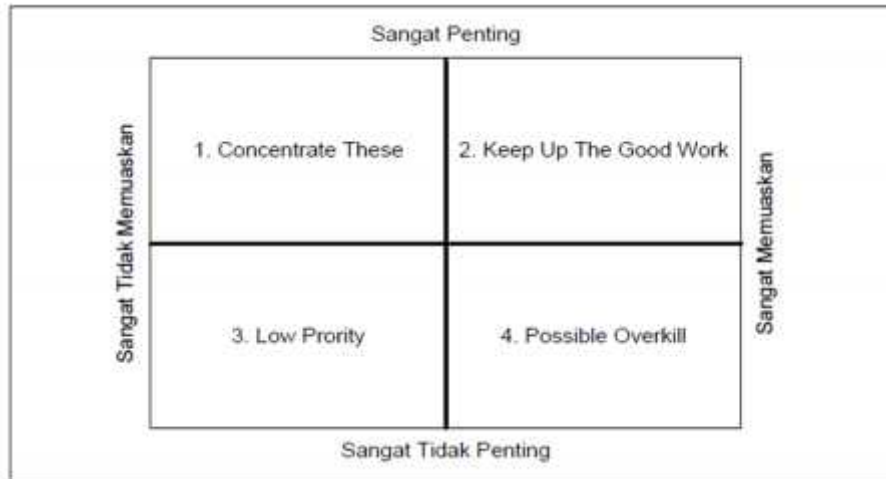 Sangat Penting
Sangat Tidak Memuaskan
1. Concentrate These
2. Keep Up The Good Work
Sangat Memuaskan
3. Low Prority
4. Possible Overkill
Sangat Tidak Penting